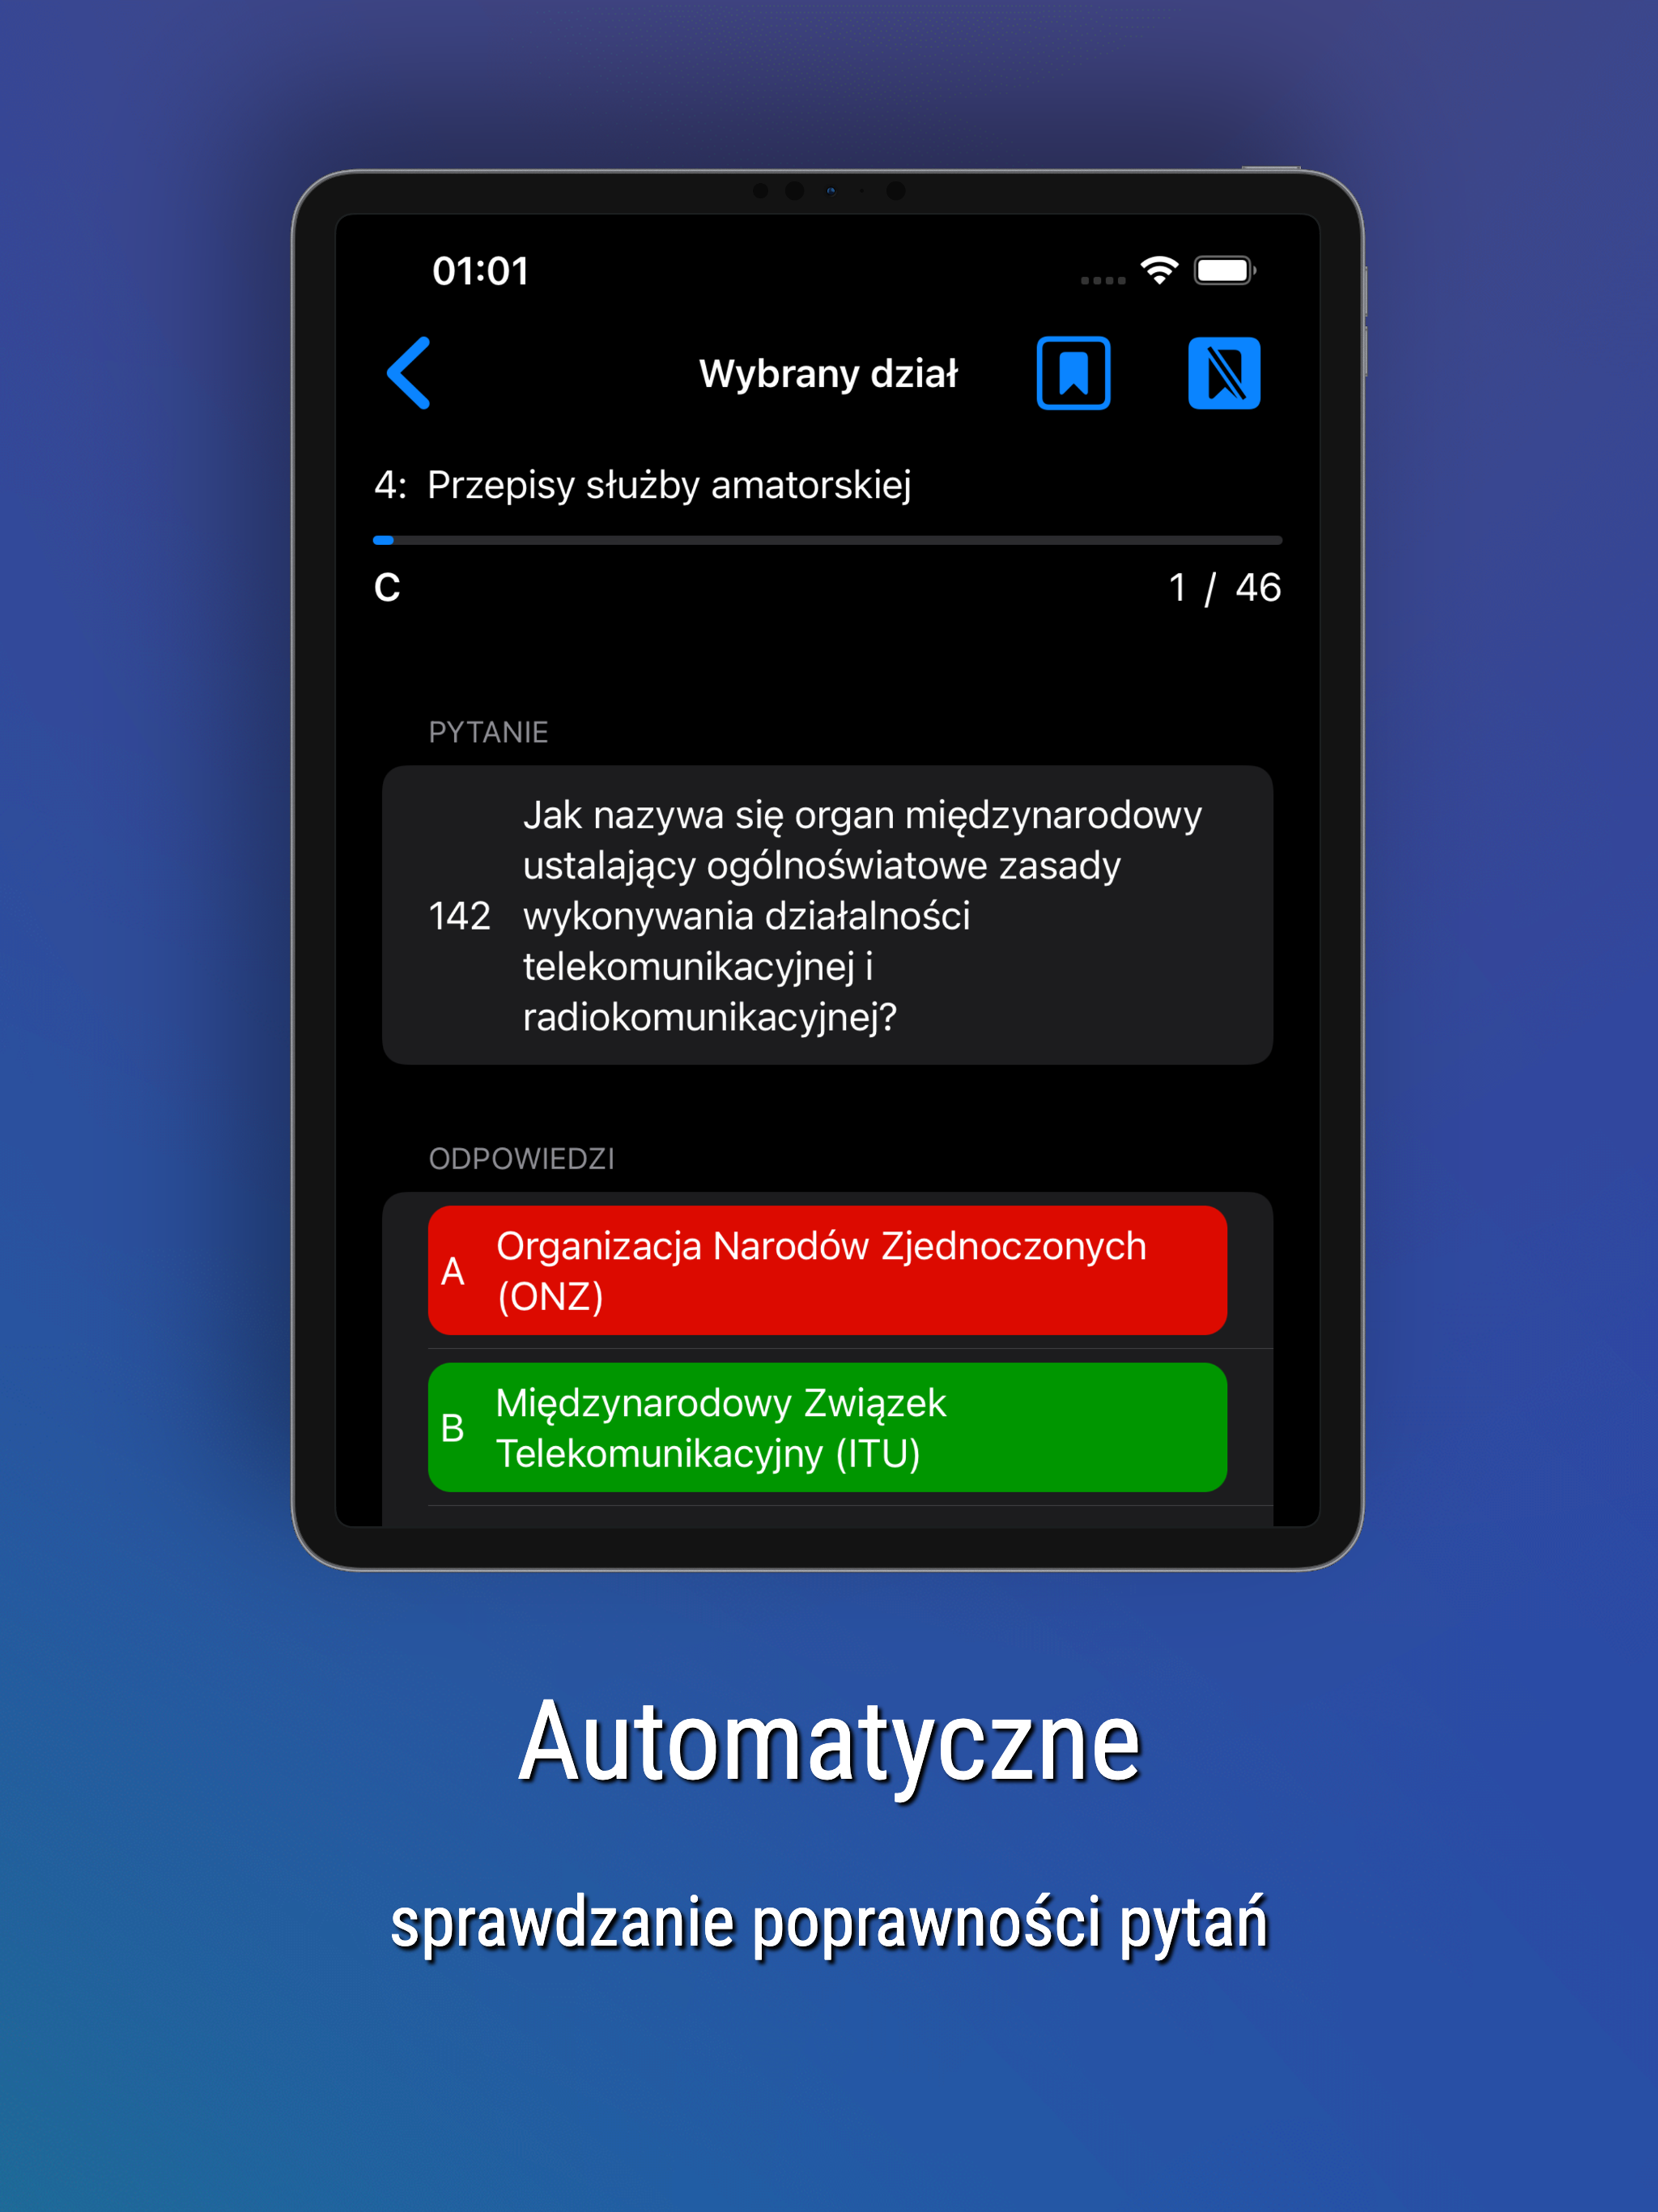 01:01
Wybrany dział
4: Przepisy służby amatorskiej
C 1 / 46
PYTANIE
142 Jak nazywa się organ międzynarodowy
ustalający ogólnoświatowe zasady
wykonywania działalności
telekomunikacyjnej i
radiokomunikacyjnej?
ODPOWIEDZI
A Organizacja Narodów Zjednoczonych
(ONZ)
B Międzynarodowy Związek
Telekomunikacyjny (ITU)
Automatyczne
sprawdzanie poprawności pytań